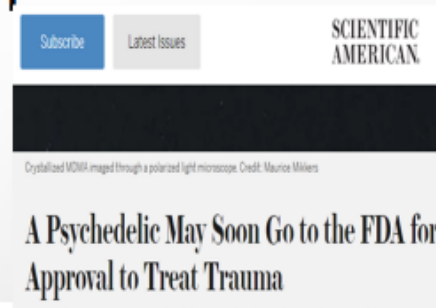 Subscribe
Latest Issues
SCIENTIFIC
AMERICAN.
Crystallized MDMA imaged through a polarized light microscope. Credit: Maurice Mikkers
A Psychedelic May Soon Go to the FDA for
Approval to Treat Trauma